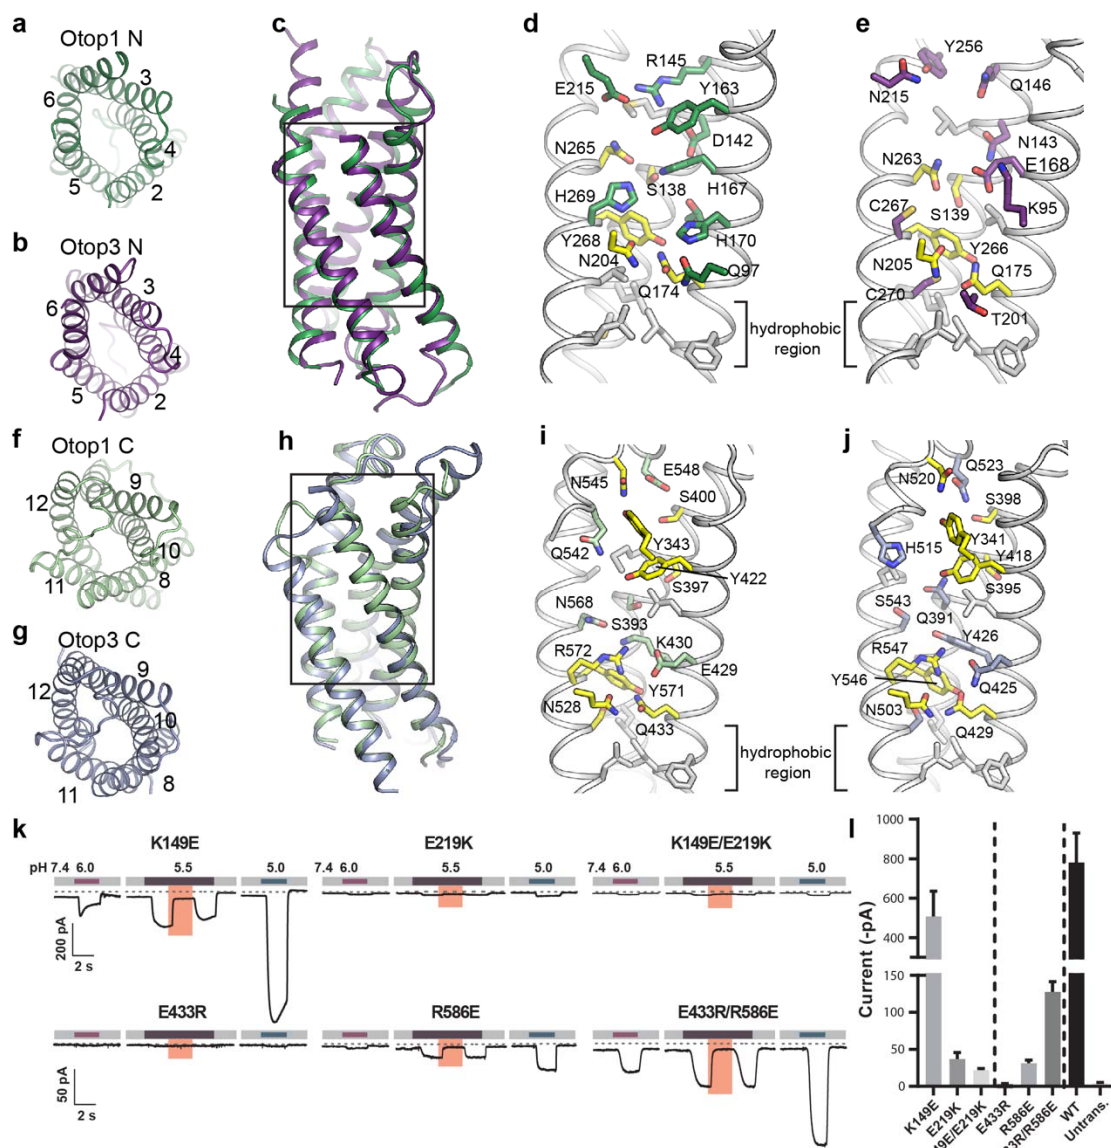 a
Otop1 N
3
6
4
5
2
b
Otop3 N
3
6
4
5
2
c
d
R145
E215
Y163
D142
N265
S138
H167
H269
H170
Y268
N204
Q97
Q174
hydrophobic
region
e
Y256
Q146
N215
N143
N263
E168
K95
C267
S139
Y266
N205
Q175
C270
T201
f
Otop1 C
9
12
10
8
11
g
Otop3 C
9
12
10
11
8
h
i
E548
N545
S400
Q542
Y343
Y422
S397
N568
S393
K430
R572
E429
Y571
N528
Q433
hydrophobic
region
j
Q523
N520
S398
H515
Y341
Y418
S395
S543
Q391
Y426
R547
Y546
Q425
N503
Q429
k
K149E
E219K
K149E/E219K
pH 7.4 6.0
5.5
5.0
7.4 6.0
5.5
5.0
7.4 6.0
5.5
5.0
200 pA
2 s
E433R
R586E
E433R/R586E
50 pA
2 s
l
Current (-pA)
1000
800
600
400
150
100
50
0
K149E
E219K
9E/E219K
E433R
R586E
3R/R586E
WT
Untrans.